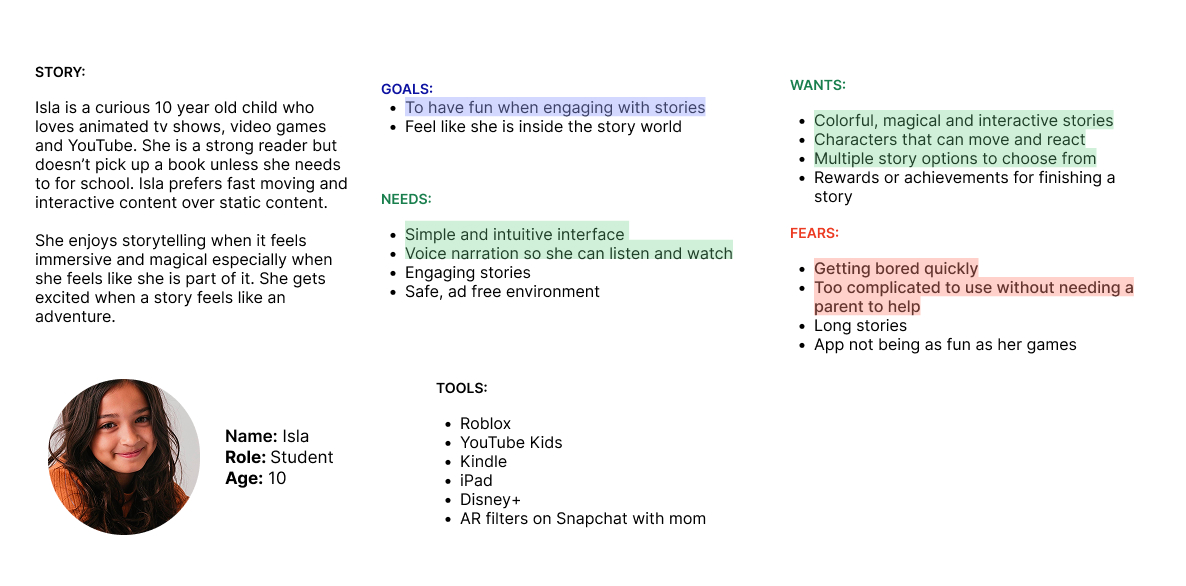 STORY:
Isla is a curious 10 year old child who
loves animated tv shows, video games
and YouTube. She is a strong reader but
doesn’t pick up a book unless she needs
to for school. Isla prefers fast moving and
interactive content over static content.
She enjoys storytelling when it feels
immersive and magical especially when
she feels like she is part of it. She gets
excited when a story feels like an
adventure.
Name: Isla
Role: Student
Age: 10
GOALS:
• To have fun when engaging with stories
• Feel like she is inside the story world
NEEDS:
• Simple and intuitive interface
• Voice narration so she can listen and watch
• Engaging stories
• Safe, ad free environment
TOOLS:
• Roblox
• YouTube Kids
• Kindle
• iPad
• Disney+
• AR filters on Snapchat with mom
WANTS:
• Colorful, magical and interactive stories
• Characters that can move and react
• Multiple story options to choose from
• Rewards or achievements for finishing a
story
FEARS:
• Getting bored quickly
• Too complicated to use without needing a
parent to help
• Long stories
• App not being as fun as her games